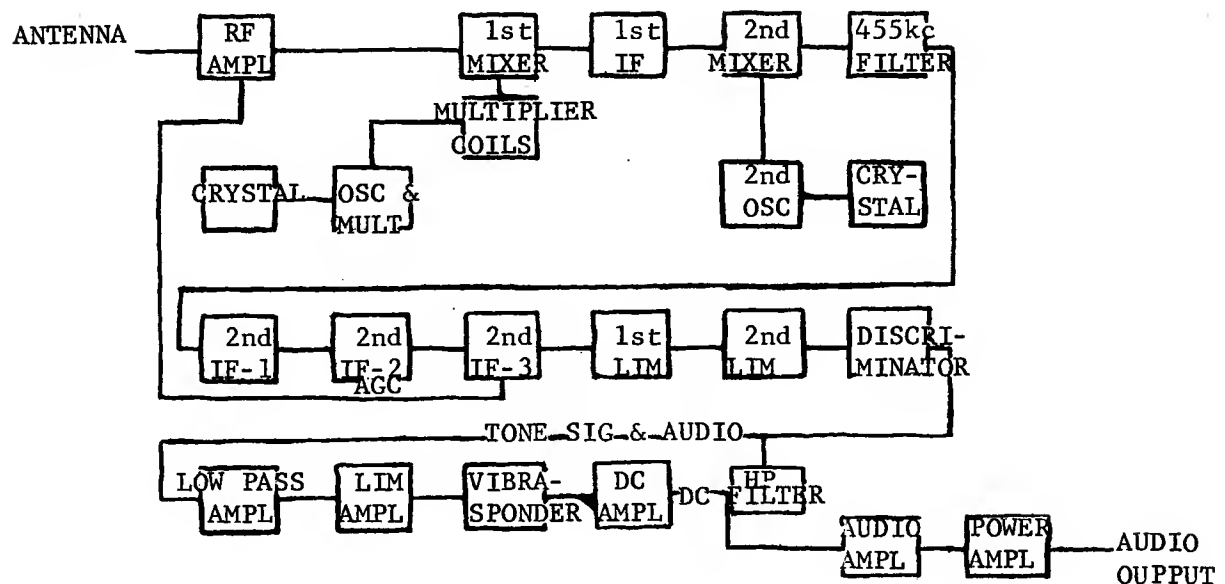 ANTENNA
RF
AMPL
1st
MIXER
1st
IF
2nd
MIXER
455kc
FILTER
MULTIPLIER
COILS
CRYSTAL
OSC &
MULT
2nd
OSC
CRY-
STAL
2nd
IF-1
2nd
IF-2
AGC
2nd
IF-3
1st
LIM
2nd
LIM
DISCRI-
MINATOR
TONE SIG & AUDIO
LOW PASS
AMPL
LIM
AMPL
VIBRA-
SPONDER
DC
AMPL
DC
HP
FILTER
AUDIO
AMPL
POWER
AMPL
AUDIO
OUPPUT